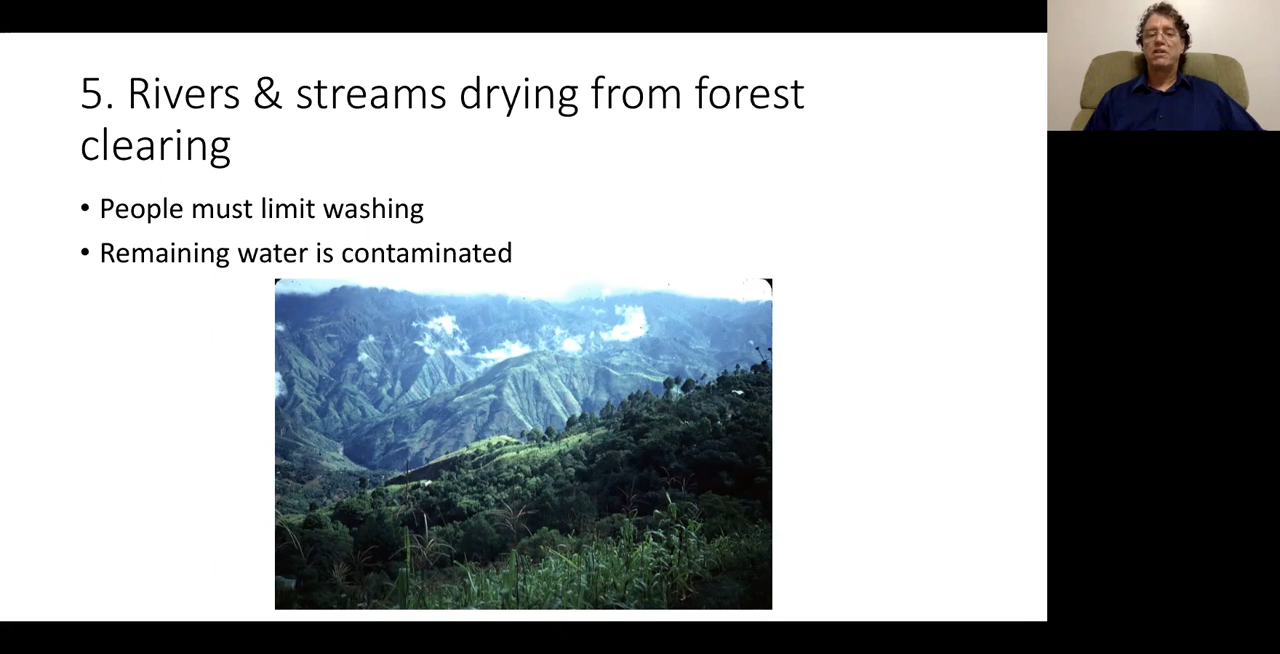 5. Rivers & streams drying from forest
clearing
• People must limit washing
• Remaining water is contaminated